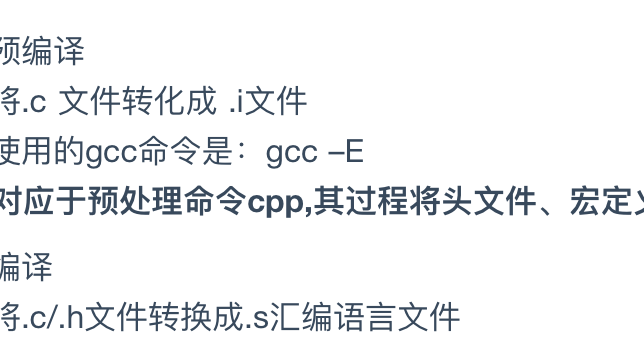 预编译
将.c 文件转化成 .i文件
使用的gcc命令是：gcc –E
对应于预处理命令cpp,其过程将头文件、宏定义
编译
将.c/.h文件转换成.s汇编语言文件